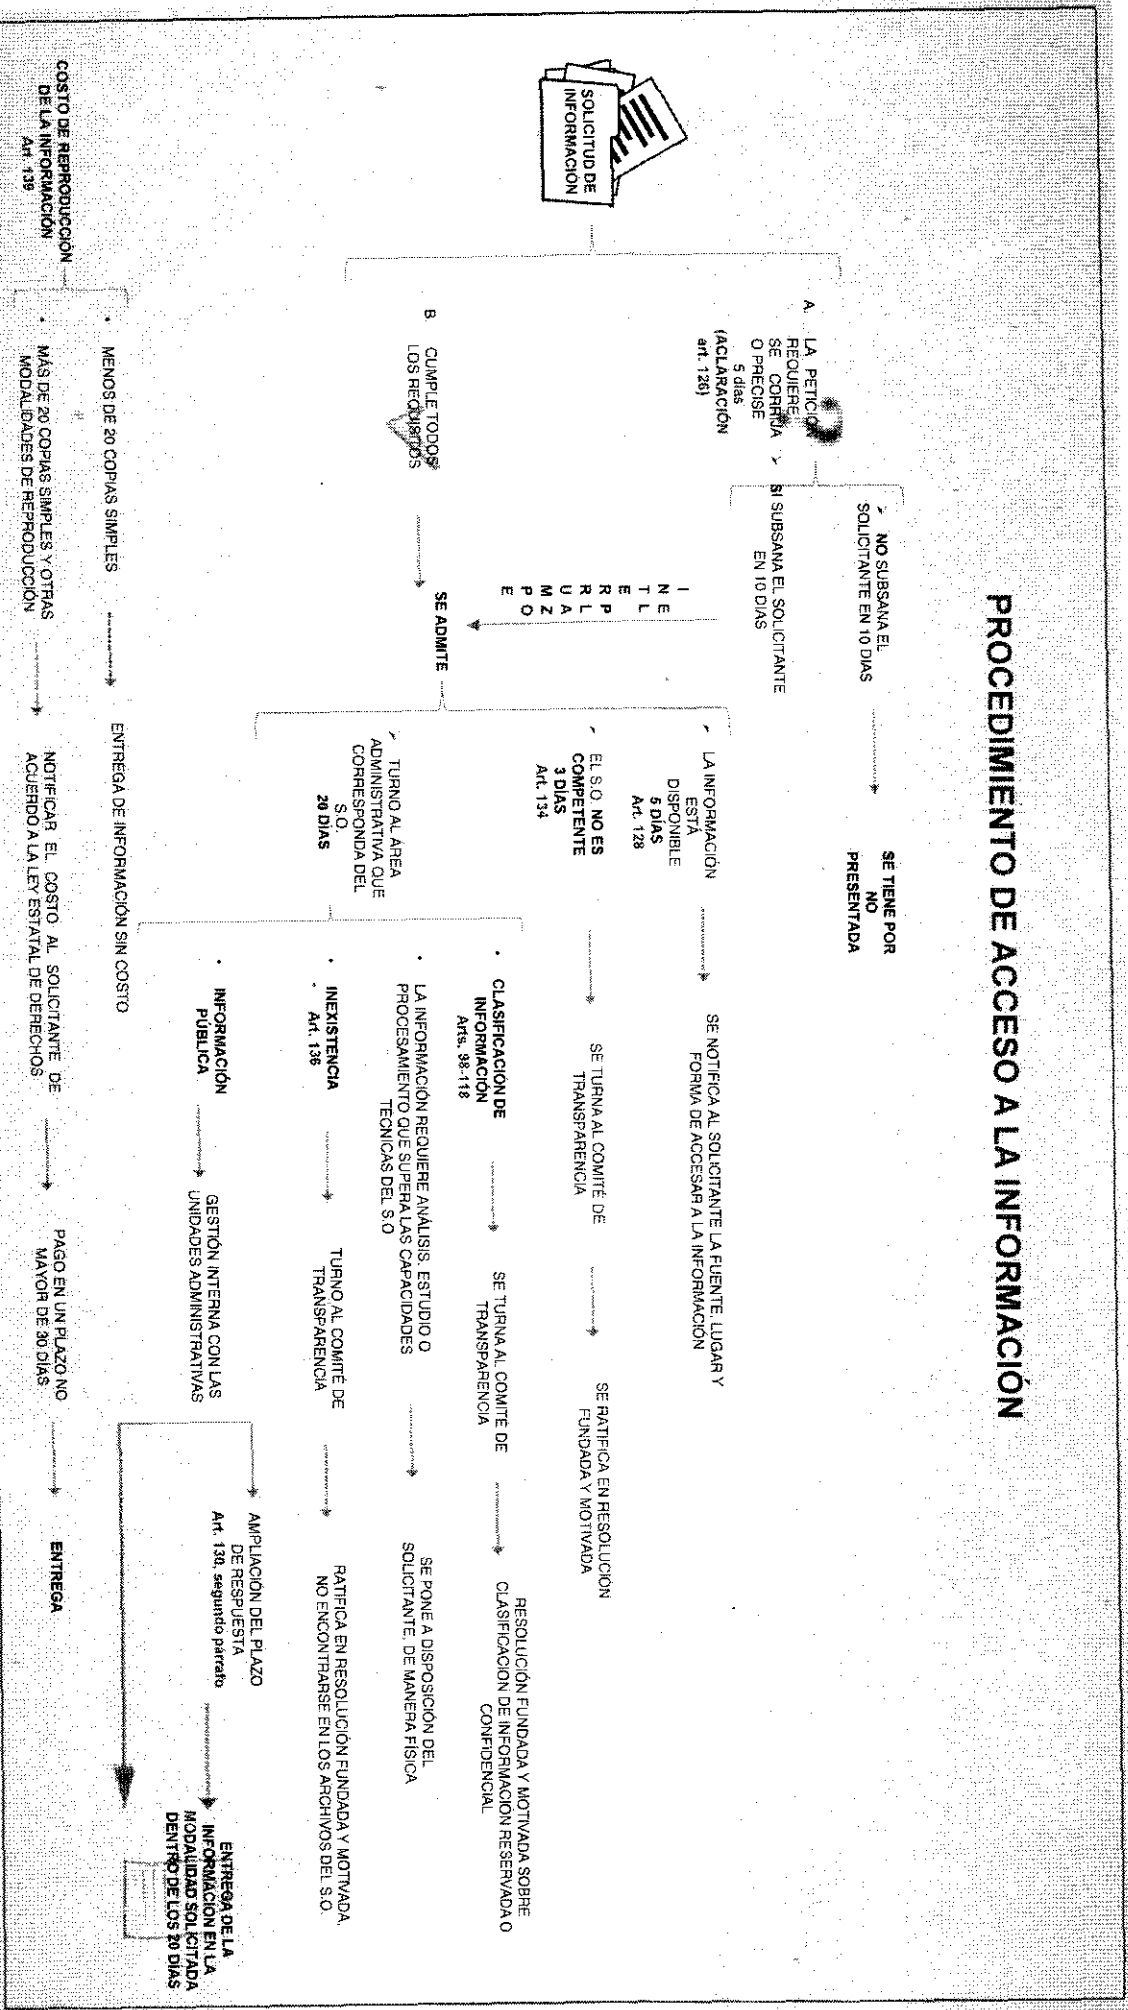 PROCEDIMIENTO DE ACCESO A LA INFORMACIÓN
SOLICITUD DE
INFORMACIÓN
A. LA PETICIÓN
REQUIERE
SE CORRIJA
O PRECISE
5 días
(ACLARACIÓN
art. 126)
➢ NO SUBSANA EL
SOLICITANTE EN 10 DIAS
SE TIENE POR
NO
PRESENTADA
➢ SI SUBSANA EL SOLICITANTE
EN 10 DIAS
I
N E
T L
E
R P
R L
U A
M Z
P O
E
B. CUMPLE TODOS
LOS REQUISITOS
SE ADMITE
➢ LA INFORMACIÓN
ESTÁ
DISPONIBLE
5 DÍAS
Art. 128
SE NOTIFICA AL SOLICITANTE LA FUENTE, LUGAR Y
FORMA DE ACCESAR A LA INFORMACIÓN
➢ EL S.O. NO ES
COMPETENTE
3 DÍAS
Art. 134
SE TURNA AL COMITÉ DE
TRANSPARENCIA
SE RATIFICA EN RESOLUCIÓN
FUNDADA Y MOTIVADA
➢ TURNO AL ÁREA
ADMINISTRATIVA QUE
CORRESPONDA DEL
S.O.
20 DÍAS
• CLASIFICACIÓN DE
INFORMACIÓN
Arts. 98-118
SE TURNA AL COMITÉ DE
TRANSPARENCIA
RESOLUCIÓN FUNDADA Y MOTIVADA SOBRE
CLASIFICACION DE INFORMACIÓN RESERVADA O
CONFIDENCIAL
• LA INFORMACIÓN REQUIERE ANÁLISIS, ESTUDIO O
PROCESAMIENTO QUE SUPERA LAS CAPACIDADES
TÉCNICAS DEL S.O
SE PONE A DISPOSICIÓN DEL
SOLICITANTE, DE MANERA FÍSICA
• INEXISTENCIA
Art. 136
TURNO AL COMITÉ DE
TRANSPARENCIA
RATIFICA EN RESOLUCIÓN FUNDADA Y MOTIVADA,
NO ENCONTRARSE EN LOS ARCHIVOS DEL S.O.
• INFORMACIÓN
PÚBLICA
GESTIÓN INTERNA CON LAS
UNIDADES ADMINISTRATIVAS
AMPLIACIÓN DEL PLAZO
DE RESPUESTA
Art. 130, segundo párrafo
ENTREGA DE LA
INFORMACIÓN EN LA
MODALIDAD SOLICITADA
DENTRO DE LOS 20 DÍAS
COSTO DE REPRODUCCIÓN
DE LA INFORMACIÓN
Art. 139
• MENOS DE 20 COPIAS SIMPLES
ENTREGA DE INFORMACIÓN SIN COSTO
• MÁS DE 20 COPIAS SIMPLES Y OTRAS
MODALIDADES DE REPRODUCCIÓN
NOTIFICAR EL COSTO AL SOLICITANTE DE
ACUERDO A LA LEY ESTATAL DE DERECHOS
PAGO EN UN PLAZO NO
MAYOR DE 30 DÍAS
ENTREGA